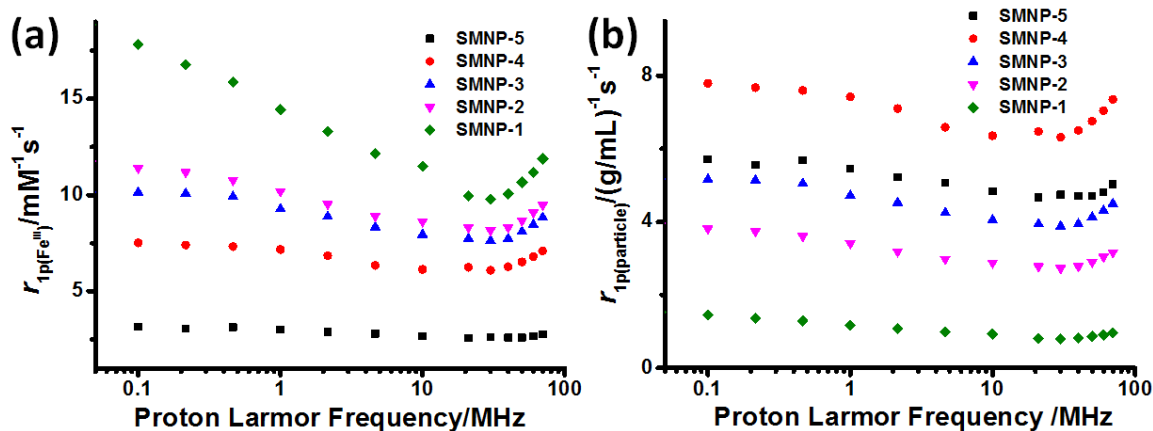 (a)
SMNP-5
SMNP-4
SMNP-3
SMNP-2
SMNP-1
15
10
5
r1p(FeIII)/mM-1s-1
0.1
1
10
100
Proton Larmor Frequency/MHz
(b)
SMNP-5
SMNP-4
SMNP-3
SMNP-2
SMNP-1
8
4
0
r1p(particle)/(g/mL)-1s-1
0.1
1
10
100
Proton Larmor Frequency /MHz